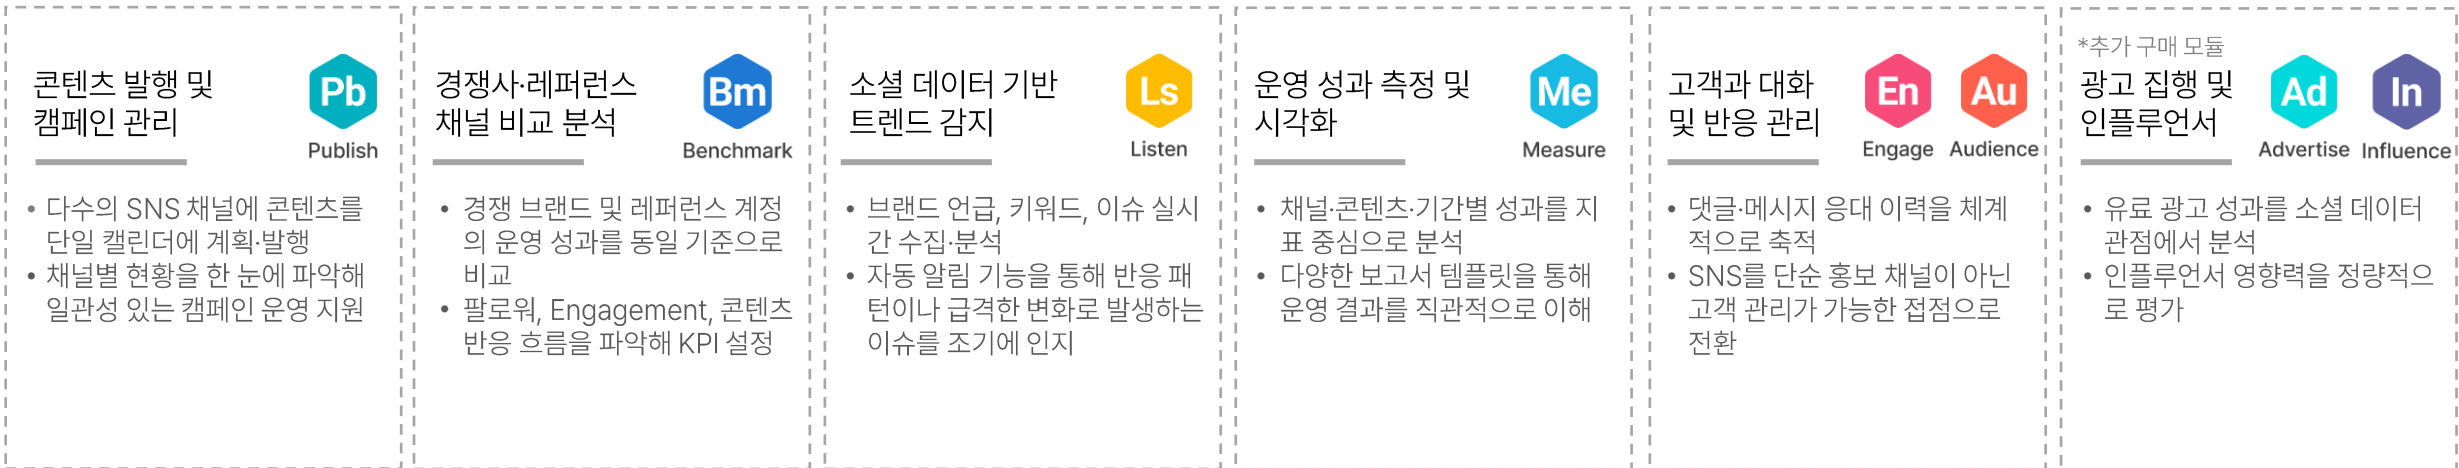 콘텐츠 발행 및
캠페인 관리
Pb
Publish
• 다수의 SNS 채널에 콘텐츠를
단일 캘린더에 계획·발행
• 채널별 현황을 한 눈에 파악해
일관성 있는 캠페인 운영 지원
경쟁사·레퍼런스
채널 비교 분석
Bm
Benchmark
• 경쟁 브랜드 및 레퍼런스 계정
의 운영 성과를 동일 기준으로
비교
• 팔로워, Engagement, 콘텐츠
반응 흐름을 파악해 KPI 설정
소셜 데이터 기반
트렌드 감지
Ls
Listen
• 브랜드 언급, 키워드, 이슈 실시
간 수집·분석
• 자동 알림 기능을 통해 반응 패
턴이나 급격한 변화로 발생하는
이슈를 조기에 인지
운영 성과 측정 및
시각화
Me
Measure
• 채널·콘텐츠·기간별 성과를 지
표 중심으로 분석
• 다양한 보고서 템플릿을 통해
운영 결과를 직관적으로 이해
고객과 대화
및 반응 관리
En
Engage
Au
Audience
• 댓글·메시지 응대 이력을 체계
적으로 축적
• SNS를 단순 홍보 채널이 아닌
고객 관리가 가능한 접점으로
전환
*추가 구매 모듈
광고 집행 및
인플루언서
Ad
Advertise
In
Influence
• 유료 광고 성과를 소셜 데이터
관점에서 분석
• 인플루언서 영향력을 정량적으
로 평가